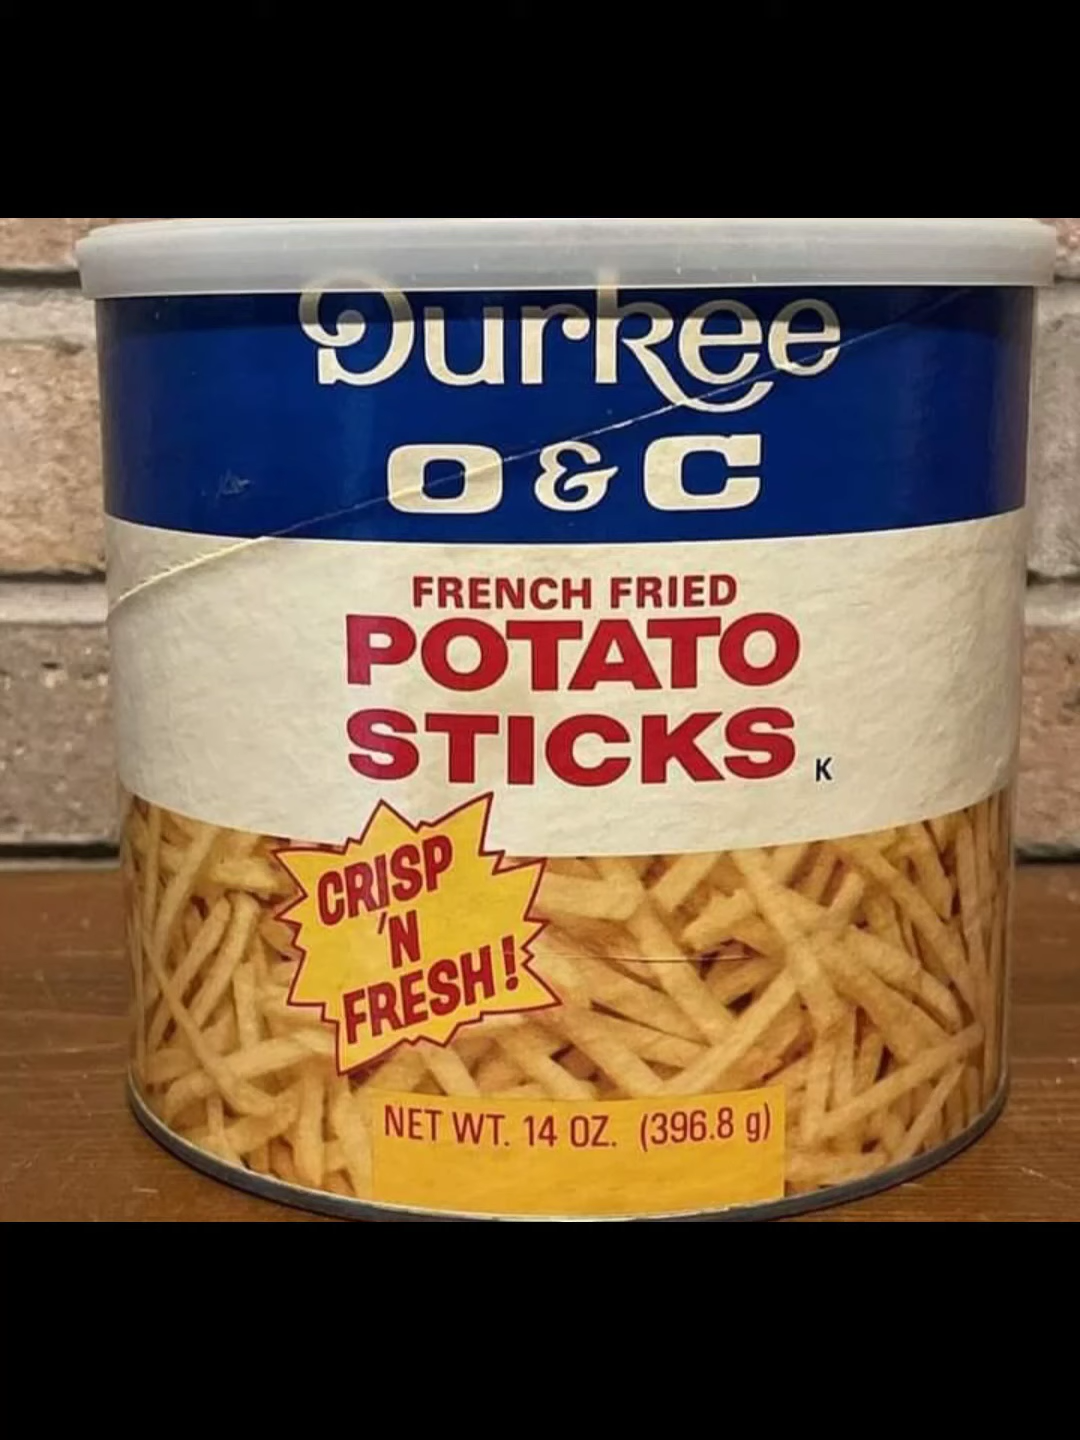 Durkee
O & C
FRENCH FRIED
POTATO
STICKS K
CRISP
'N
FRESH!
NET WT. 14 OZ. (396.8 g)